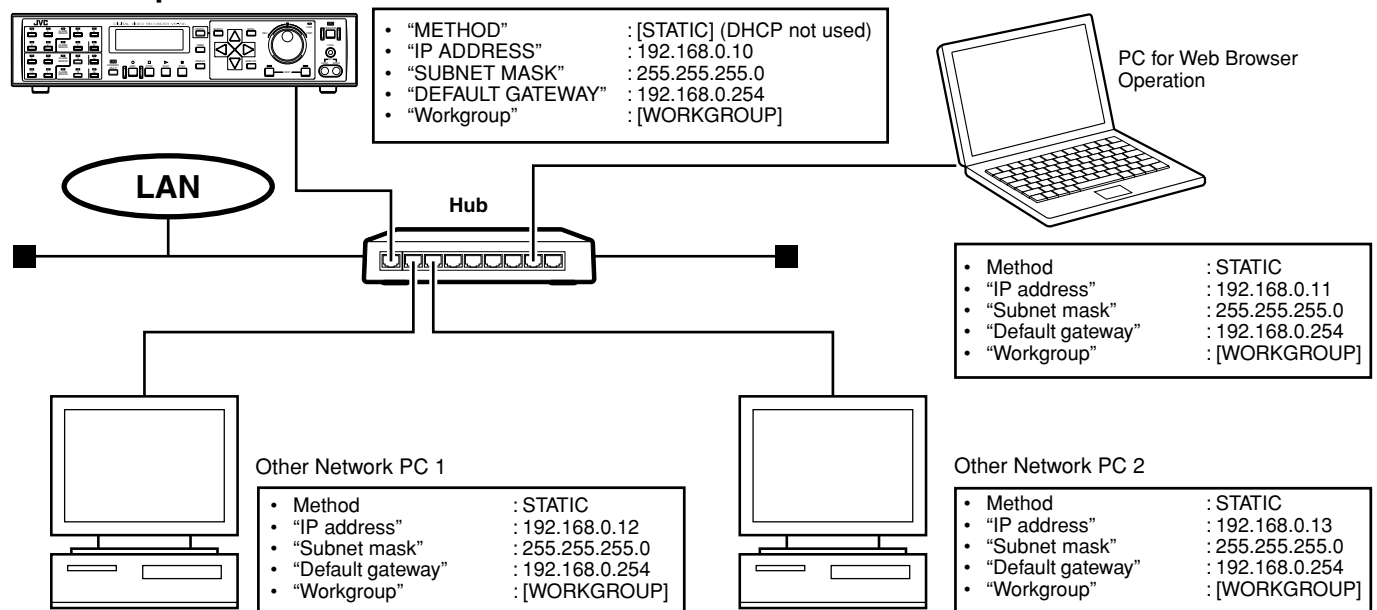 JVC
• “METHOD” : [STATIC] (DHCP not used)
• “IP ADDRESS” : 192.168.0.10
• “SUBNET MASK” : 255.255.255.0
• “DEFAULT GATEWAY” : 192.168.0.254
• “Workgroup” : [WORKGROUP]
PC for Web Browser
Operation
LAN
Hub
• Method : STATIC
• “IP address” : 192.168.0.11
• “Subnet mask” : 255.255.255.0
• “Default gateway” : 192.168.0.254
• “Workgroup” : [WORKGROUP]
Other Network PC 1
• Method : STATIC
• “IP address” : 192.168.0.12
• “Subnet mask” : 255.255.255.0
• “Default gateway” : 192.168.0.254
• “Workgroup” : [WORKGROUP]
Other Network PC 2
• Method : STATIC
• “IP address” : 192.168.0.13
• “Subnet mask” : 255.255.255.0
• “Default gateway” : 192.168.0.254
• “Workgroup” : [WORKGROUP]